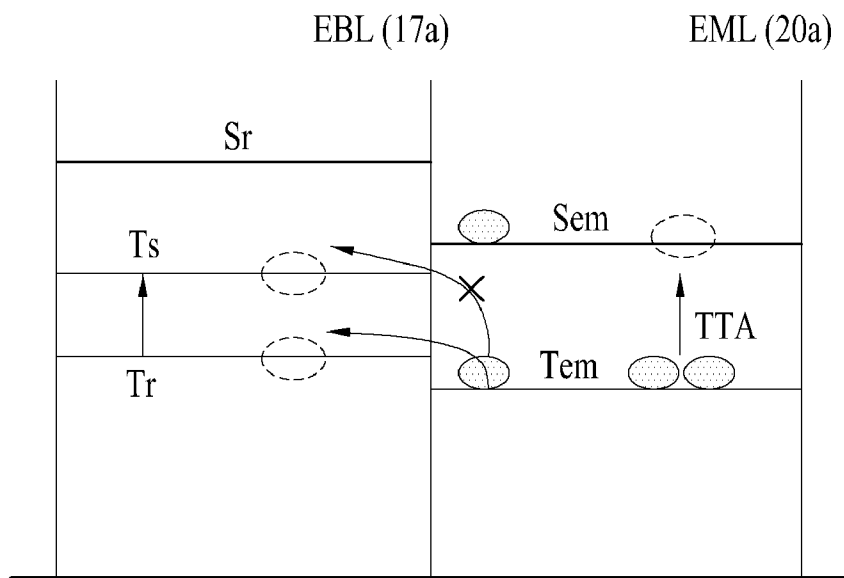 EBL (17a) EML (20a)
Sr
Sem
Ts
TTA
Tem
Tr